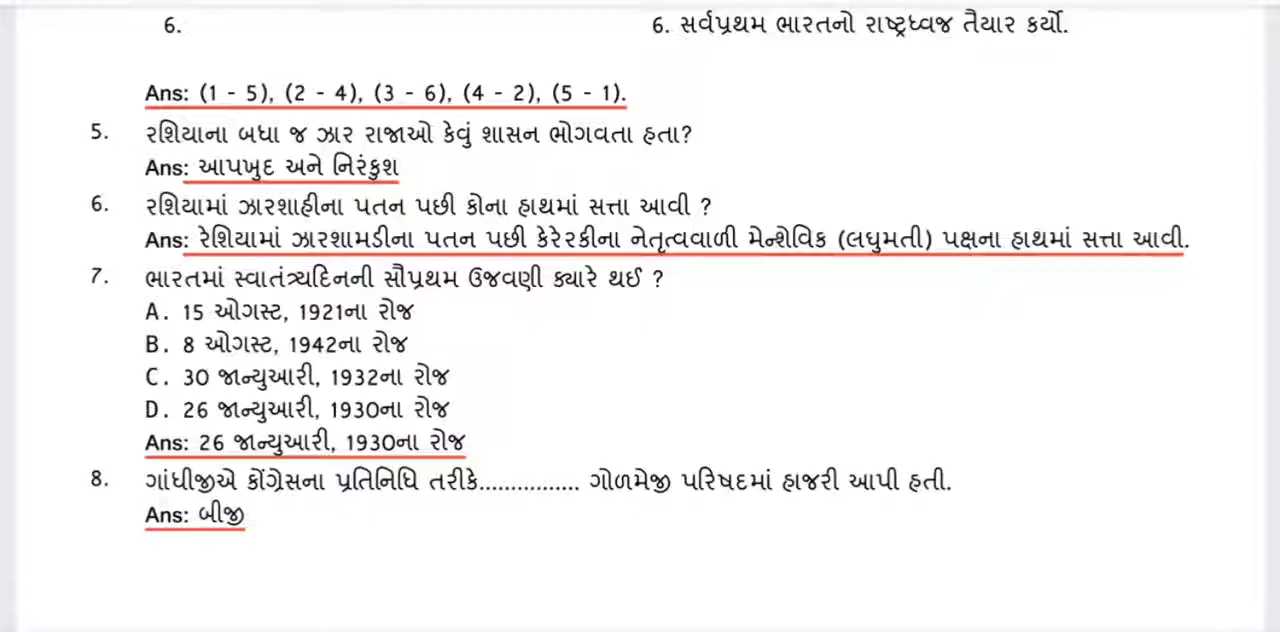 6. 6. સર્વપ્રથમ ભારતનો રાષ્ટ્રધ્વજ તૈયાર કર્યો.
Ans: (1 - 5), (2 - 4), (3 - 6), (4 - 2), (5 - 1).
5. રશિયાના બધા જ ઝાર રાજાઓ કેવું શાસન ભોગવતા હતા?
Ans: આપખુદ અને નિરંકુશ
6. રશિયામાં ઝારશાહીના પતન પછી કોના હાથમાં સત્તા આવી ?
Ans: રેશિયામાં ઝારશામડીના પતન પછી કેરેરકીના નેતૃત્વવાળી મેન્શેવિક (લઘુમતી) પક્ષના હાથમાં સત્તા આવી.
7. ભારતમાં સ્વાતંત્ર્યદિનની સૌપ્રથમ ઉજવણી ક્યારે થઈ ?
A. 15 ઓગસ્ટ, 1921ના રોજ
B. 8 ઓગસ્ટ, 1942ના રોજ
C. 30 જાન્યુઆરી, 1932ના રોજ
D. 26 જાન્યુઆરી, 1930ના રોજ
Ans: 26 જાન્યુઆરી, 1930ના રોજ
8. ગાંધીજીએ કોંગ્રેસના પ્રતિનિધિ તરીકે................ ગોળમેજી પરિષદમાં હાજરી આપી હતી.
Ans: બીજી